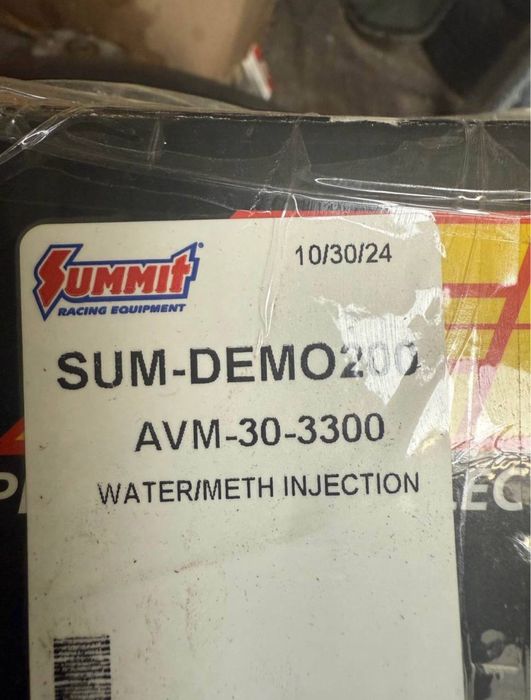 SUMMIT
RACING EQUIPMENT
10/30/24
SUM-DEMO200
AVM-30-3300
WATER/METH INJECTION